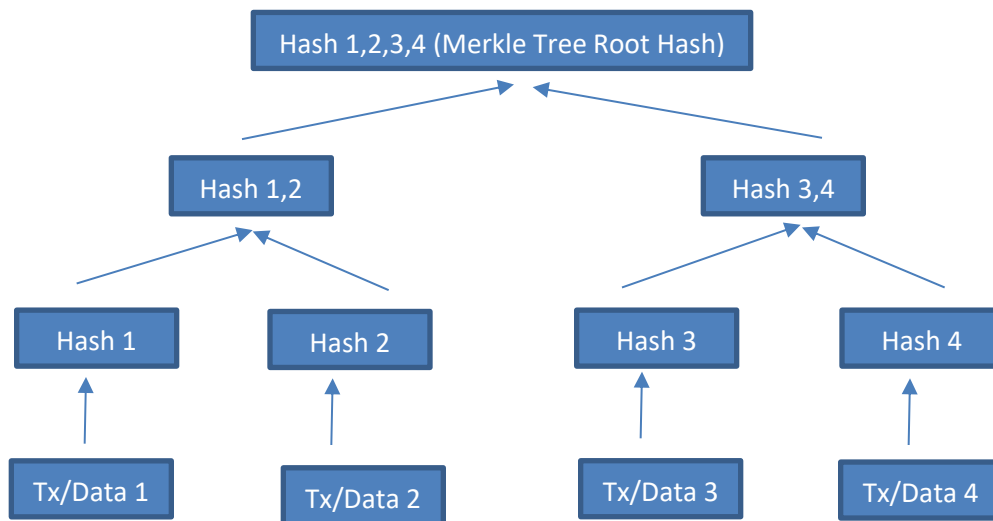 Hash 1,2,3,4 (Merkle Tree Root Hash)
Hash 1,2
Hash 3,4
Hash 1
Hash 2
Hash 3
Hash 4
Tx/Data 1
Tx/Data 2
Tx/Data 3
Tx/Data 4